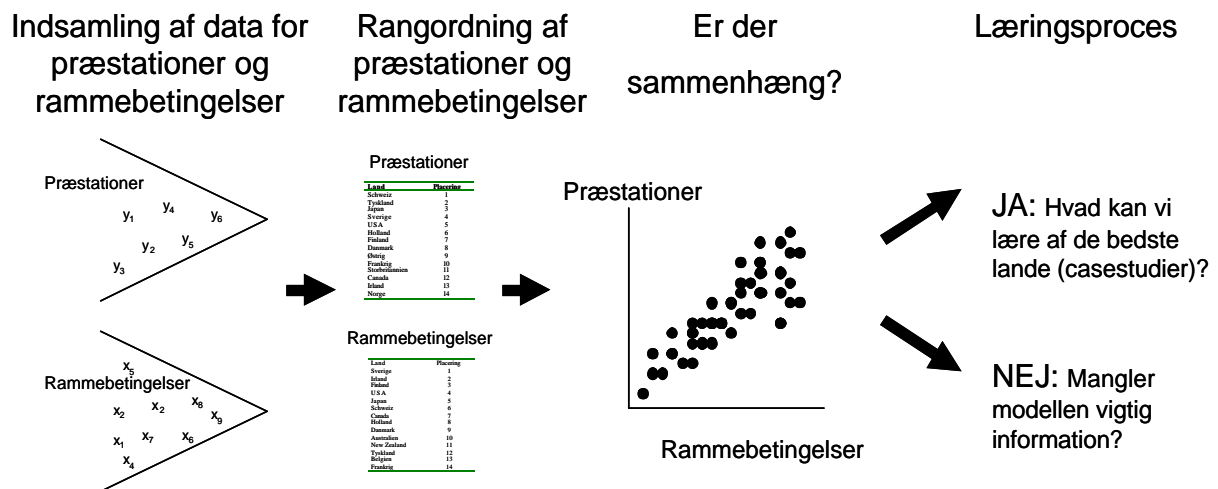 Indsamling af data for
præstationer og
rammebetingelser
Rangordning af
præstationer og
rammebetingelser
Er der
sammenhæng?
Læringsproces
Præstationer
y1
y4
y6
y2
y5
y3
Rammebetingelser
x5
x2
x2
x8
x9
x1
x7
x6
x4
Præstationer
Land Placering
Schweiz 1
Tyskland 2
Japan 3
Sverige 4
USA 5
Holland 6
Finland 7
Danmark 8
Østrig 9
Frankrig 10
Storbritannien 11
Canada 12
Irland 13
Norge 14
Rammebetingelser
Land Placering
Sverige 1
Irland 2
Finland 3
USA 4
Japan 5
Schweiz 6
Canada 7
Holland 8
Danmark 9
Australien 10
New Zealand 11
Tyskland 12
Belgien 13
Frankrig 14
Præstationer
Rammebetingelser
JA: Hvad kan vi
lære af de bedste
lande (casestudier)?
NEJ: Mangler
modellen vigtig
information?